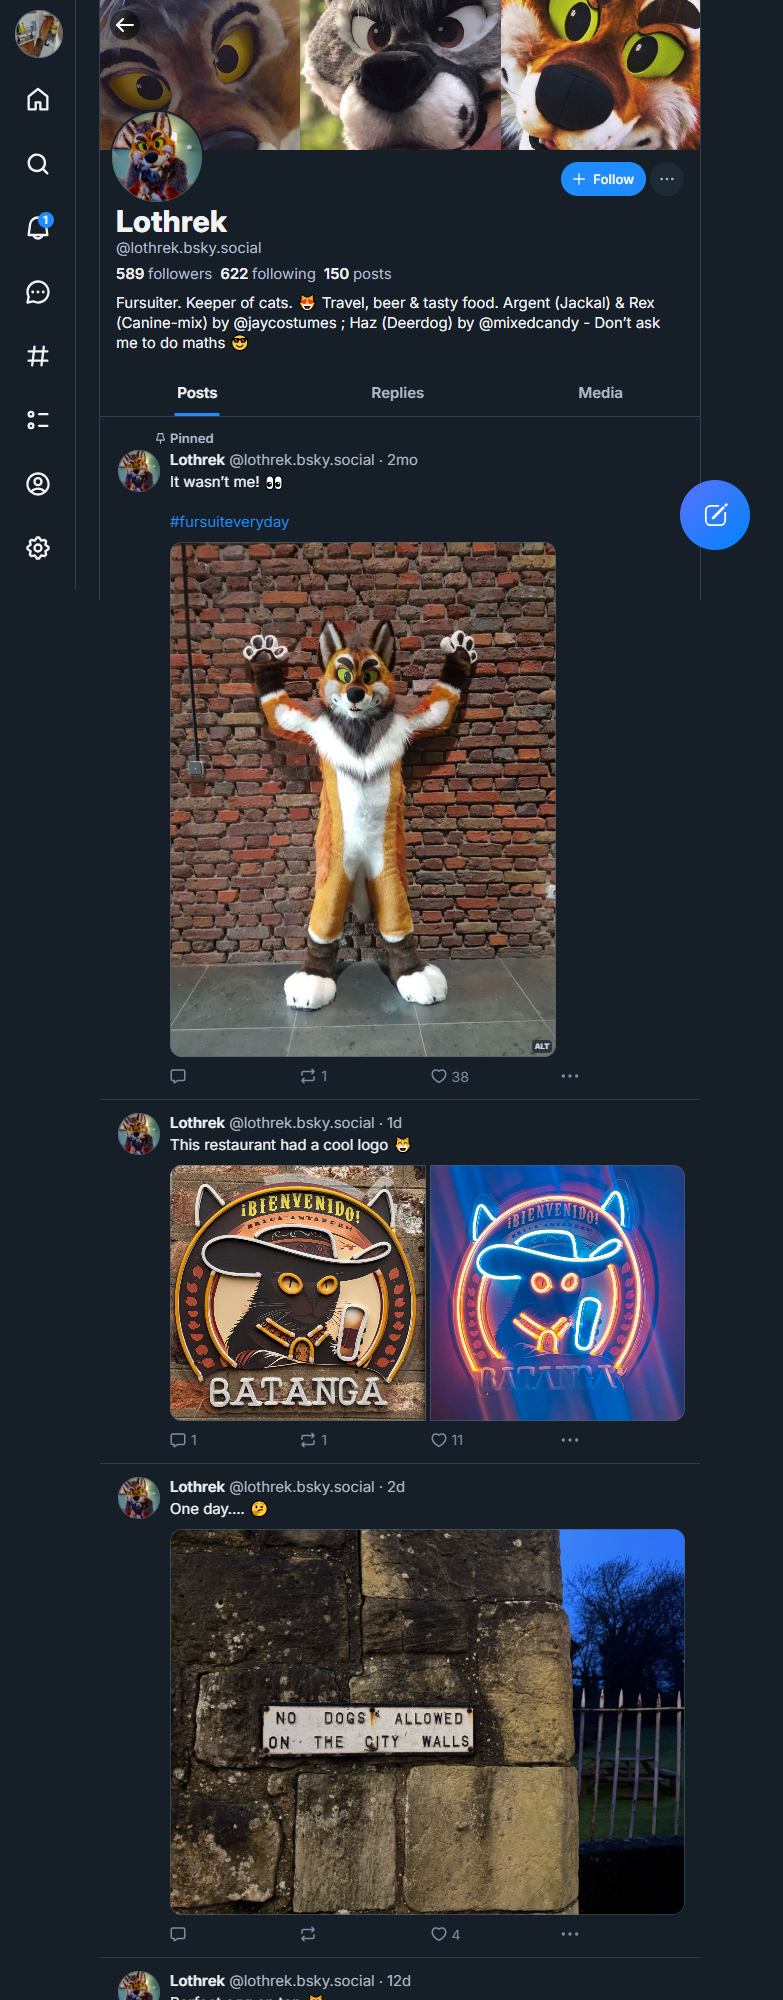 1
Follow
Lothrek
@lothrek.bsky.social
589 followers 622 following 150 posts
Fursuiter. Keeper of cats. 😻 Travel, beer & tasty food. Argent (Jackal) & Rex
(Canine-mix) by @jaycostumes ; Haz (Deerdog) by @mixedcandy - Don't ask
me to do maths 😎
Posts Replies Media
Pinned
Lothrek @lothrek.bsky.social · 2mo
It wasn't me! 👀
#fursuiteveryday
ALT
1 38
Lothrek @lothrek.bsky.social · 1d
This restaurant had a cool logo 😸
¡BIENVENIDO!
BATANGA
¡BIENVENIDO!
BATANGA
1 1 11
Lothrek @lothrek.bsky.social · 2d
One day.... 🤔
NO DOGS ALLOWED
ON THE CITY WALLS
4
Lothrek @lothrek.bsky.social · 12d